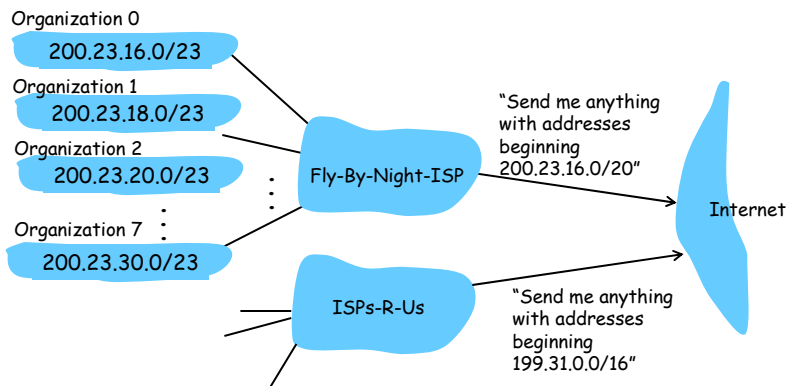 Organization 0
200.23.16.0/23
Organization 1
200.23.18.0/23
Organization 2
200.23.20.0/23
Organization 7
200.23.30.0/23
Fly-By-Night-ISP
“Send me anything
with addresses
beginning
200.23.16.0/20”
Internet
ISPs-R-Us
“Send me anything
with addresses
beginning
199.31.0.0/16”